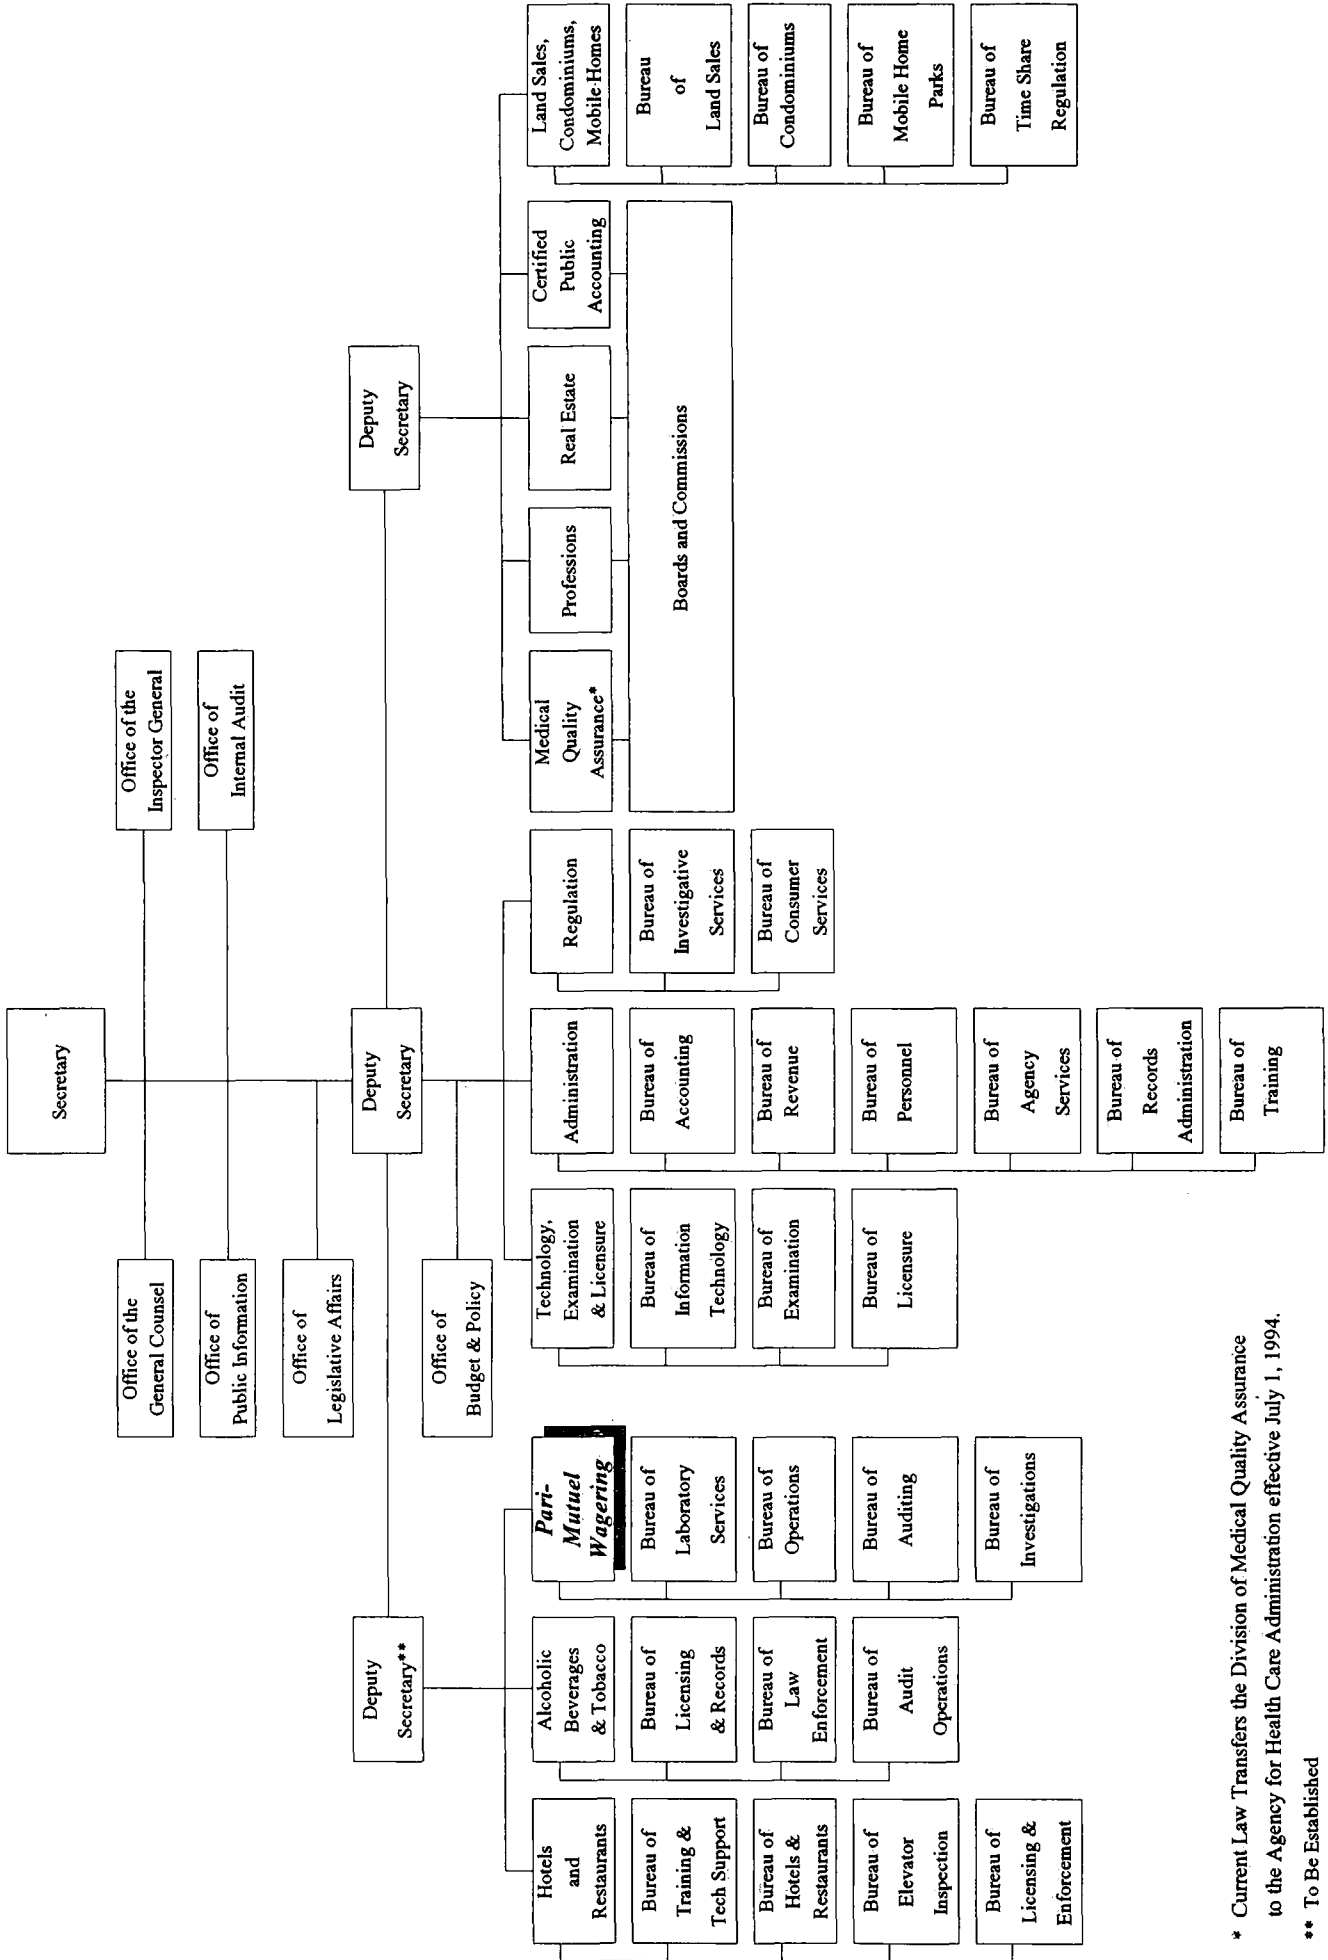 Secretary
Office of the
General Counsel
Office of the
Inspector General
Office of
Public Information
Office of
Internal Audit
Office of
Legislative Affairs
Deputy
Secretary**
Deputy
Secretary
Deputy
Secretary
Office of
Budget & Policy
Hotels
and
Restaurants
Bureau of
Training &
Tech Support
Bureau of
Hotels &
Restaurants
Bureau of
Elevator
Inspection
Bureau of
Licensing &
Enforcement
Alcoholic
Beverages
& Tobacco
Bureau of
Licensing
& Records
Bureau of
Law
Enforcement
Bureau of
Audit
Operations
Pari-
Mutuel
Wagering
Bureau of
Laboratory
Services
Bureau of
Operations
Bureau of
Auditing
Bureau of
Investigations
Technology,
Examination
& Licensure
Bureau of
Information
Technology
Bureau of
Examination
Bureau of
Licensure
Administration
Bureau of
Accounting
Bureau of
Revenue
Bureau of
Personnel
Bureau of
Agency
Services
Bureau of
Records
Administration
Bureau of
Training
Regulation
Bureau of
Investigative
Services
Bureau of
Consumer
Services
Medical
Quality
Assurance*
Professions
Real Estate
Certified
Public
Accounting
Boards and Commissions
Land Sales,
Condominiums,
Mobile Homes
Bureau
of
Land Sales
Bureau of
Condominiums
Bureau of
Mobile Home
Parks
Bureau of
Time Share
Regulation
* Current Law Transfers the Division of Medical Quality Assurance
to the Agency for Health Care Administration effective July 1, 1994.
** To Be Established